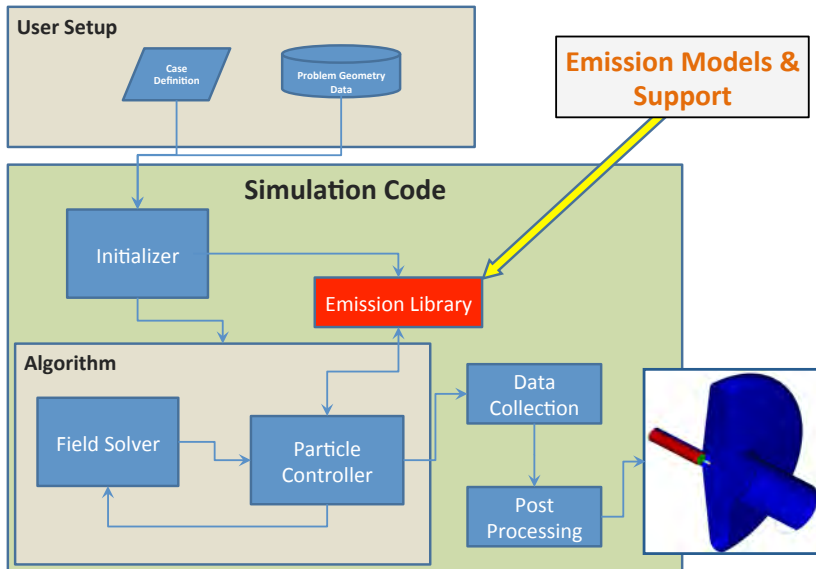 User Setup
Case
Definition
Problem Geometry
Data
Emission Models &
Support
Simulation Code
Initializer
Emission Library
Algorithm
Field Solver
Particle
Controller
Data
Collection
Post
Processing